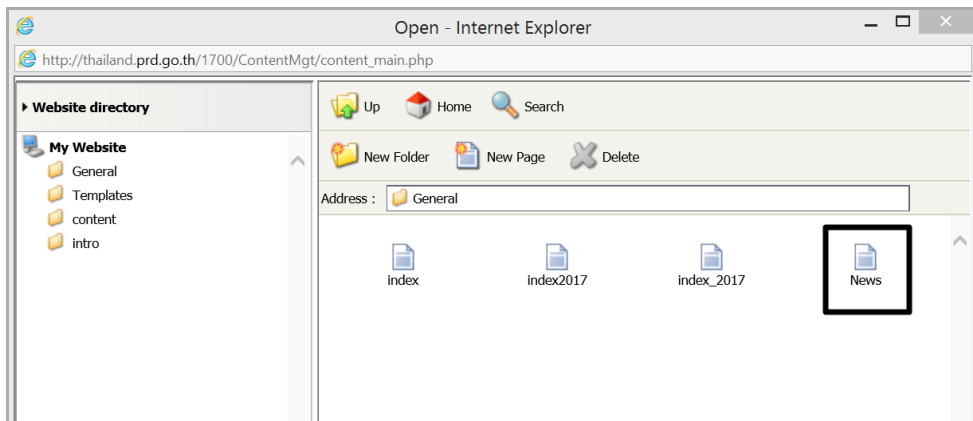 Open - Internet Explorer
http://thailand.prd.go.th/1700/ContentMgt/content_main.php
Website directory
Up Home Search
My Website
New Folder New Page Delete
General
Templates
Address : General
content
intro
index index2017 index_2017 News